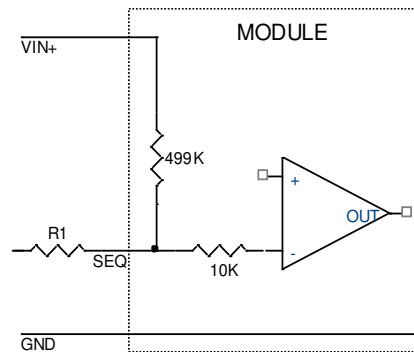 MODULE
VIN+
499K
+
OUT
R1
SEQ
10K
-
GND